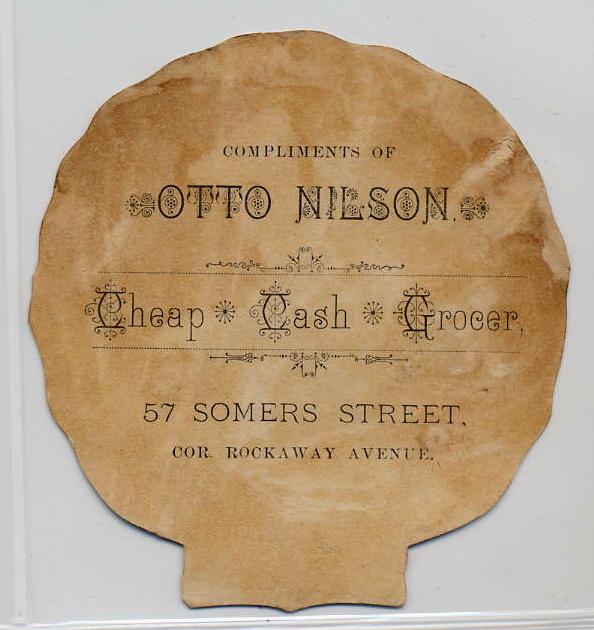 COMPLIMENTS OF
OTTO NILSON.
Cheap * Cash * Grocer,
57 SOMERS STREET,
COR. ROCKAWAY AVENUE.